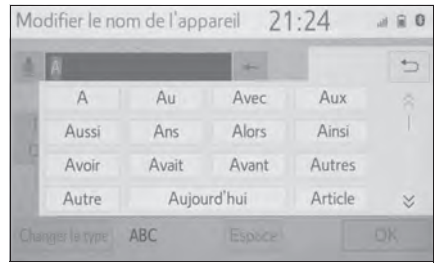 Modifier le nom de l'appareil 21:24
A
A Au Avec Aux
Aussi Ans Alors Ainsi
Avoir Avait Avant Autres
Autre Aujourd'hui Article
Changer le type ABC Espace OK